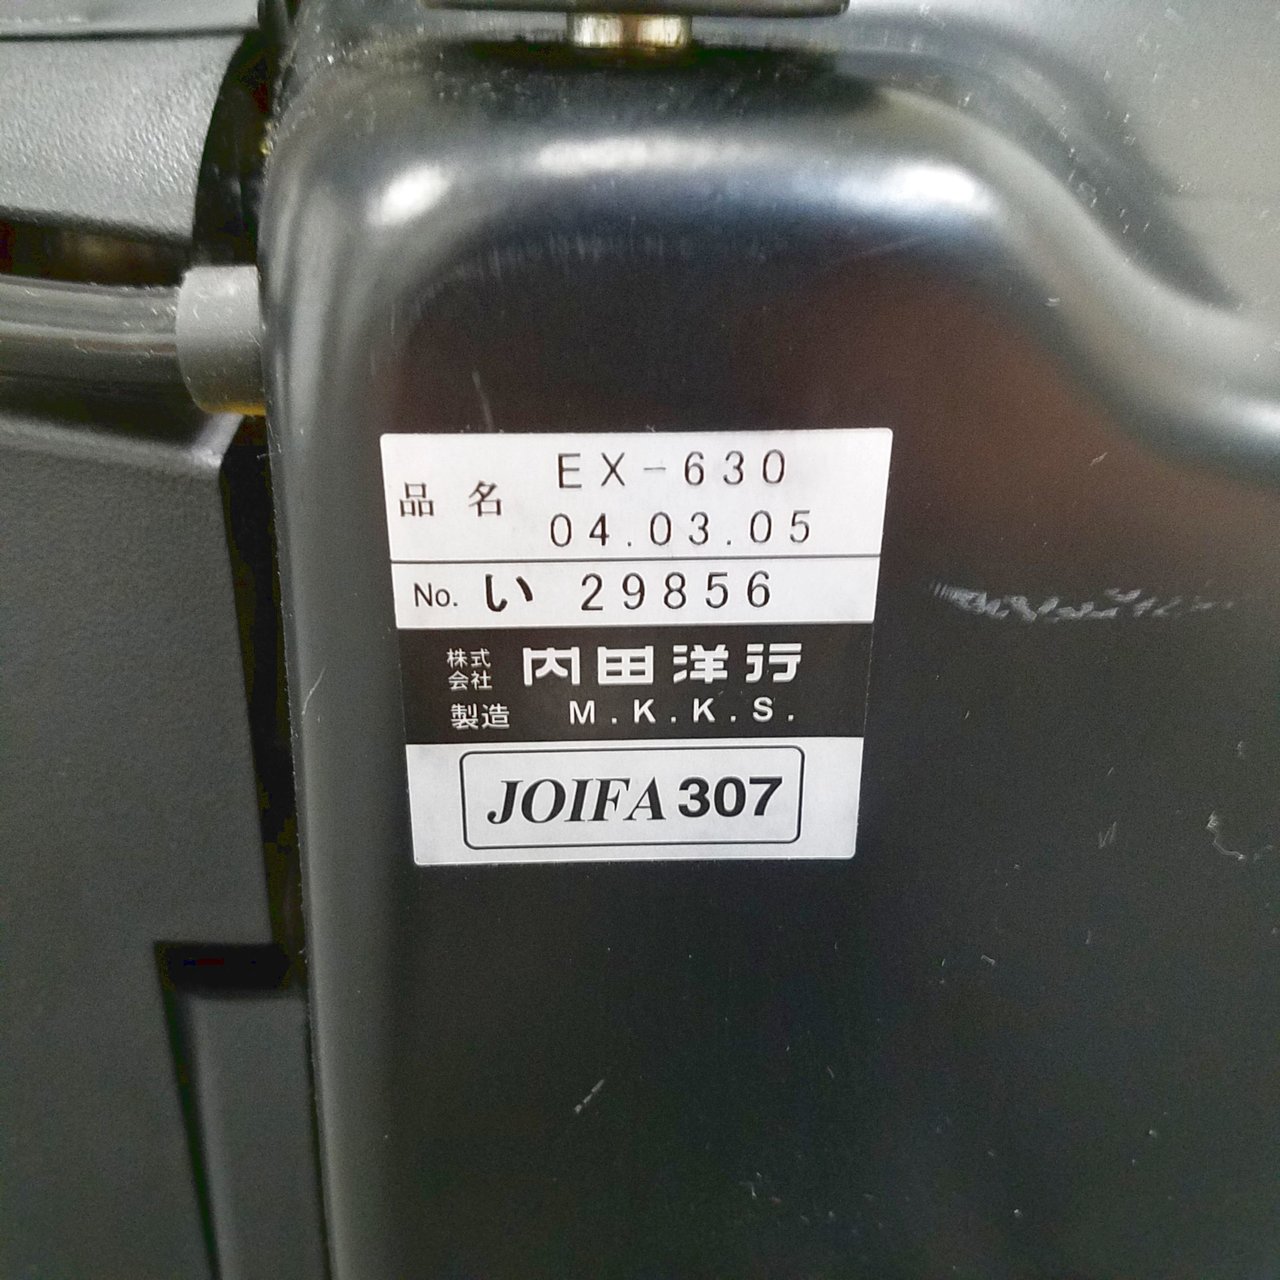 品名 EX-630
04.03.05
No. い 29856
株式会社 内田洋行
製造 M.K.K.S.
JOIFA 307